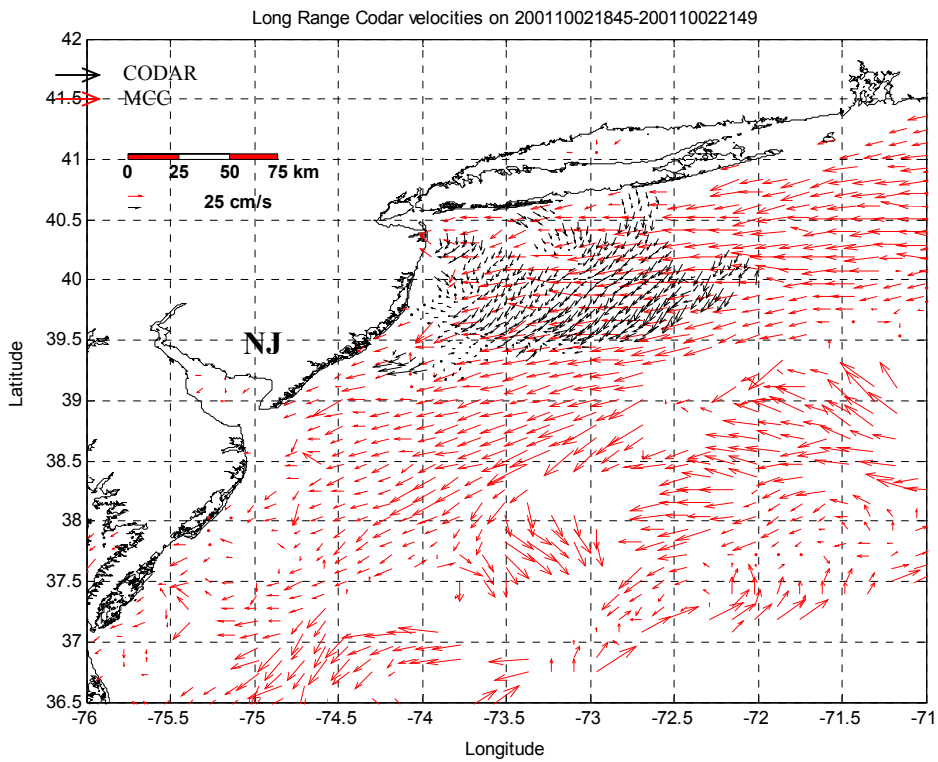 Long Range Codar velocities on 200110021845-200110022149
42
CODAR
41.5
MCC
41
0 25 50 75 km
25 cm/s
40.5
40
39.5
NJ
39
38.5
38
37.5
37
36.5
-76 -75.5 -75 -74.5 -74 -73.5 -73 -72.5 -72 -71.5 -71
Latitude
Longitude